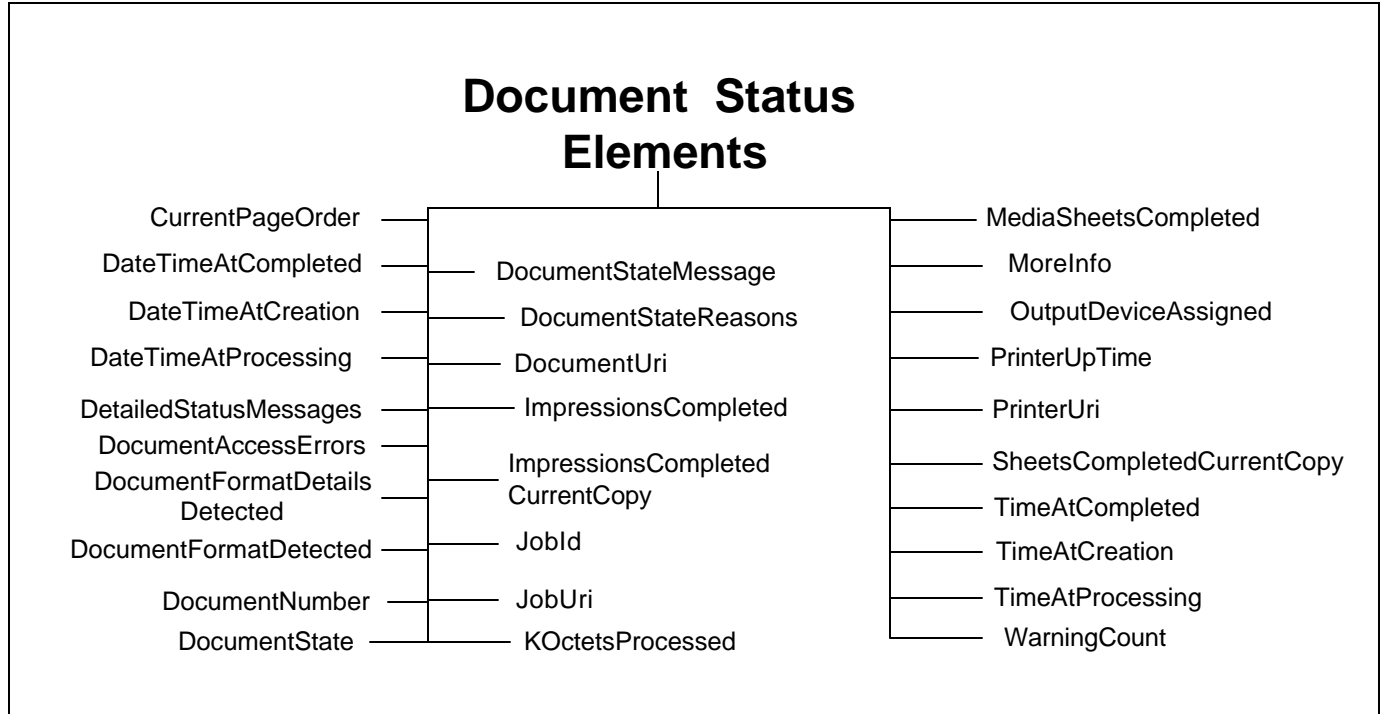 Document Status
Elements
CurrentPageOrder
DateTimeAtCompleted
DateTimeAtCreation
DateTimeAtProcessing
DetailedStatusMessages
DocumentAccessErrors
DocumentFormatDetails
Detected
DocumentFormatDetected
DocumentNumber
DocumentState
DocumentStateMessage
DocumentStateReasons
DocumentUri
ImpressionsCompleted
ImpressionsCompleted
CurrentCopy
JobId
JobUri
KOctetsProcessed
MediaSheetsCompleted
MoreInfo
OutputDeviceAssigned
PrinterUpTime
PrinterUri
SheetsCompletedCurrentCopy
TimeAtCompleted
TimeAtCreation
TimeAtProcessing
WarningCount